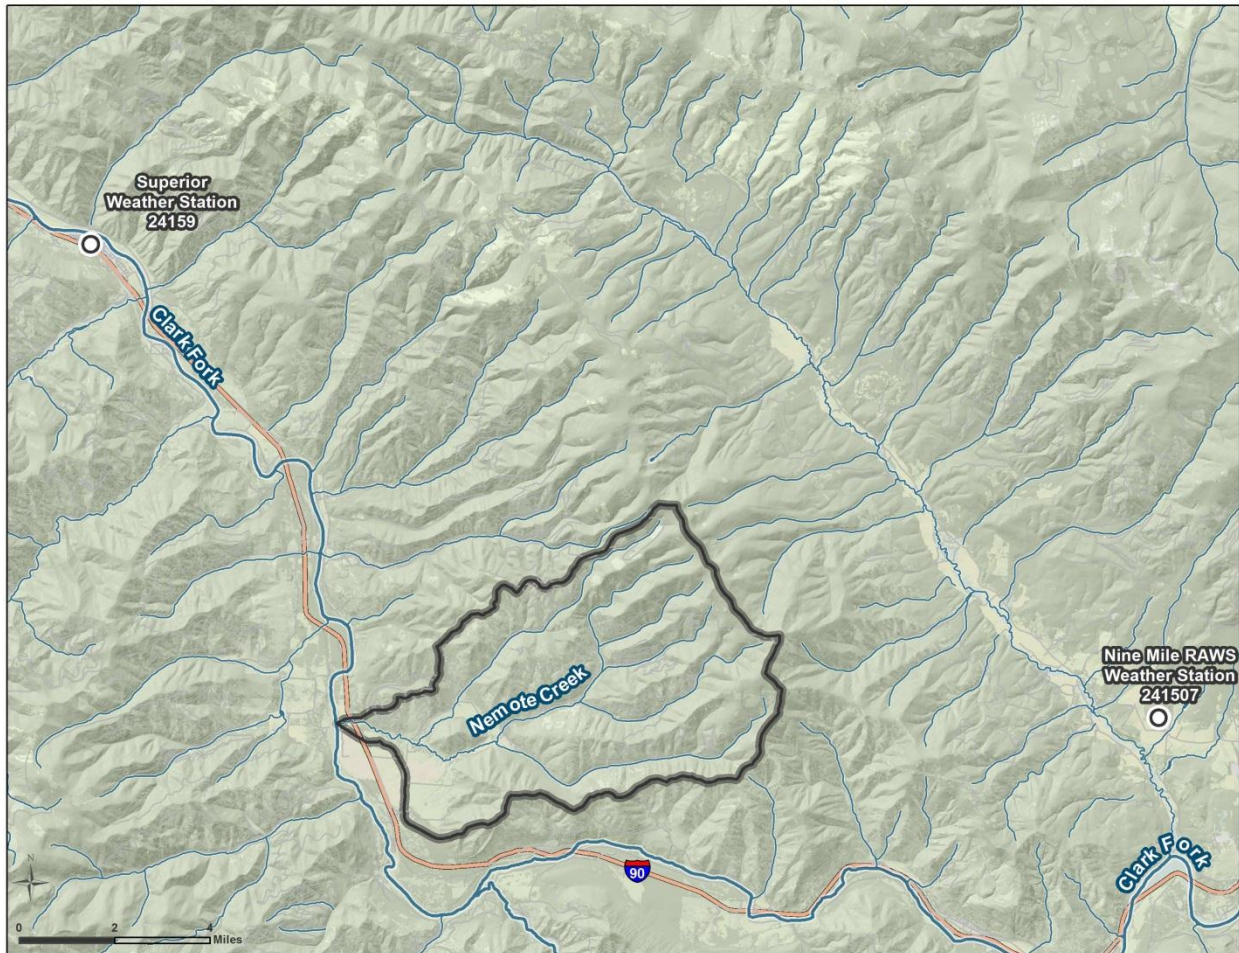 Superior
Weather Station
24159
Clark Fork
Nemote Creek
Nine Mile RAWS
Weather Station
241507
Clark Fork
90
N
0 2 4
Miles